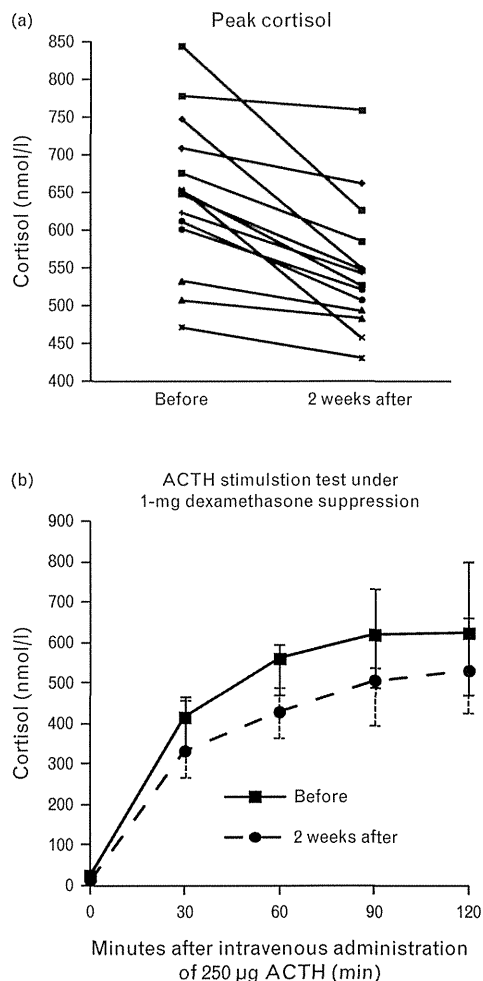 (a) Peak cortisol
850
800
750
700
650
600
550
500
450
400
Cortisol (nmol/l)
Before 2 weeks after
(b) ACTH stimulstion test under
1-mg dexamethasone suppression
900
800
700
600
500
400
300
200
100
0
Cortisol (nmol/l)
Before
2 weeks after
0 30 60 90 120
Minutes after intravenous administration
of 250 μg ACTH (min)